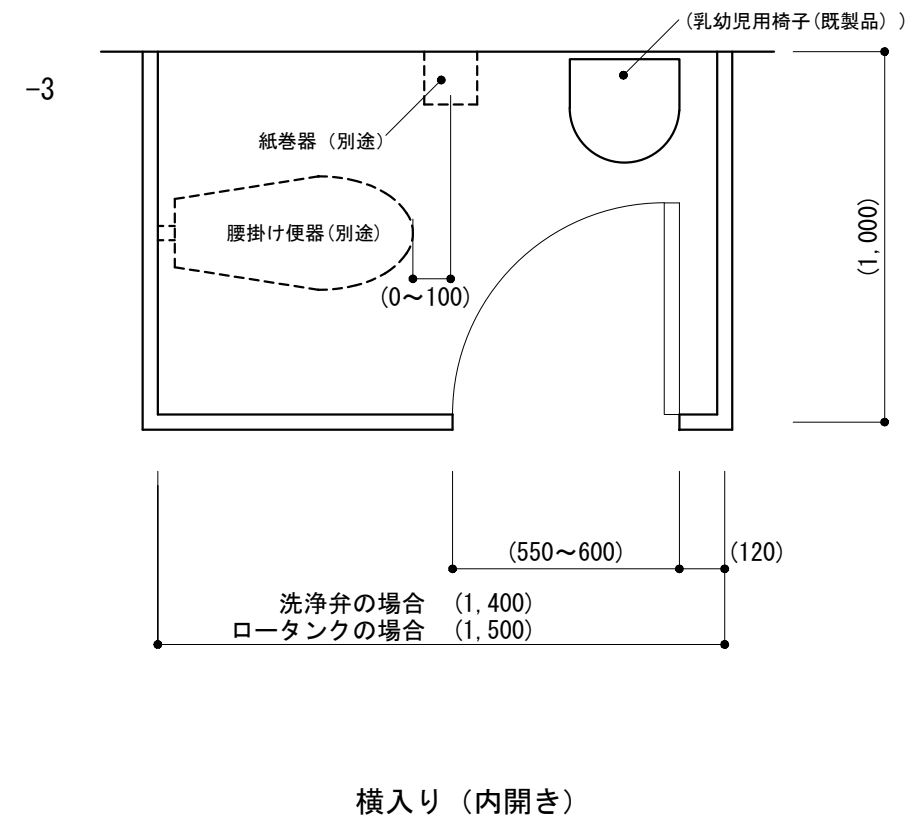 (乳幼児用椅子(既製品))
-3
紙巻器 (別途)
(1,000)
腰掛け便器(別途)
(0~100)
(550~600)
(120)
洗浄弁の場合 (1,400)
ロータンクの場合 (1,500)
横入り (内開き)